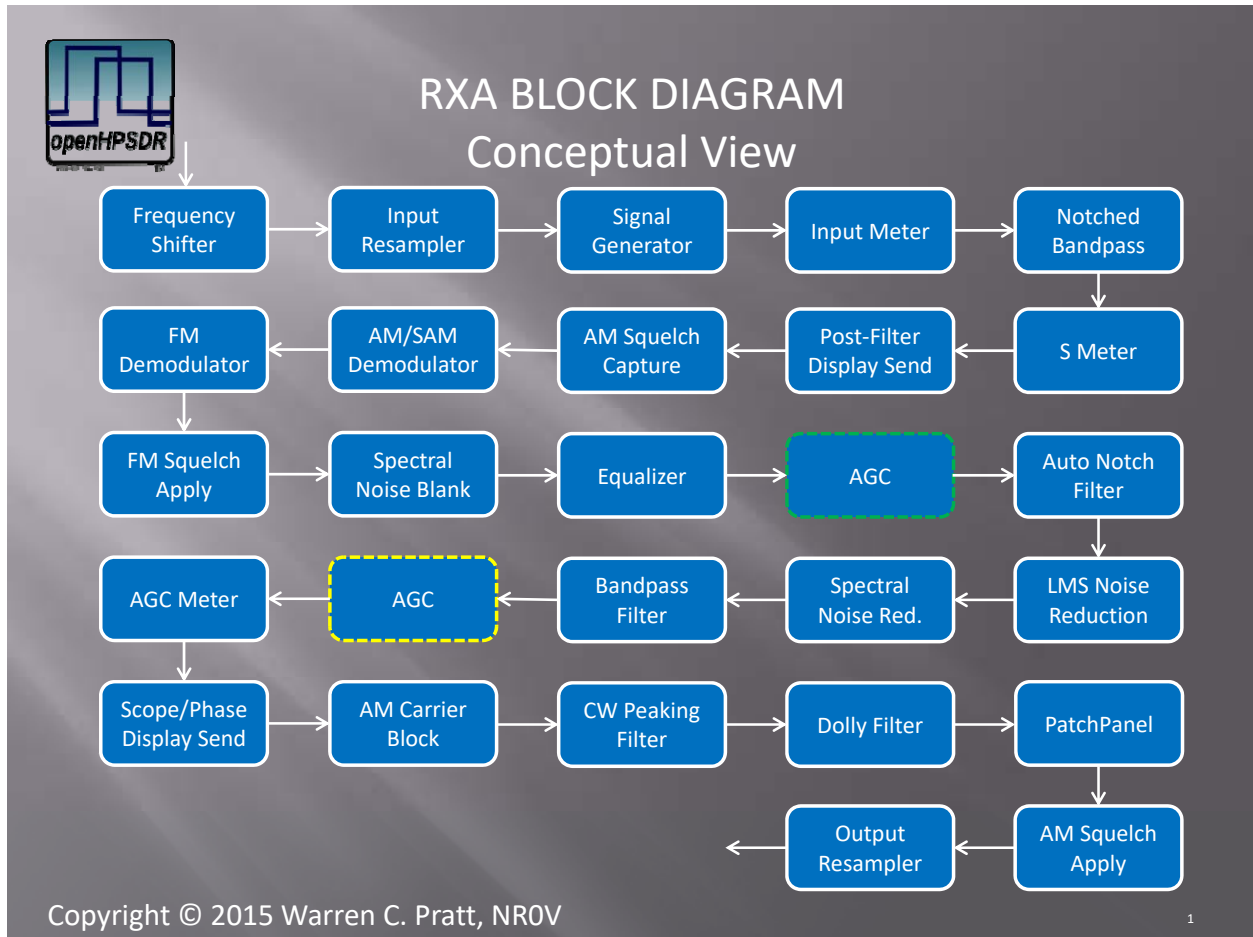 openHPSDR
RXA BLOCK DIAGRAM
Conceptual View
Frequency
Shifter
Input
Resampler
Signal
Generator
Input Meter
Notched
Bandpass
FM
Demodulator
AM/SAM
Demodulator
AM Squelch
Capture
Post-Filter
Display Send
S Meter
FM Squelch
Apply
Spectral
Noise Blank
Equalizer
AGC
Auto Notch
Filter
AGC Meter
AGC
Bandpass
Filter
Spectral
Noise Red.
LMS Noise
Reduction
Scope/Phase
Display Send
AM Carrier
Block
CW Peaking
Filter
Dolly Filter
PatchPanel
Output
Resampler
AM Squelch
Apply
Copyright © 2015 Warren C. Pratt, NR0V
1